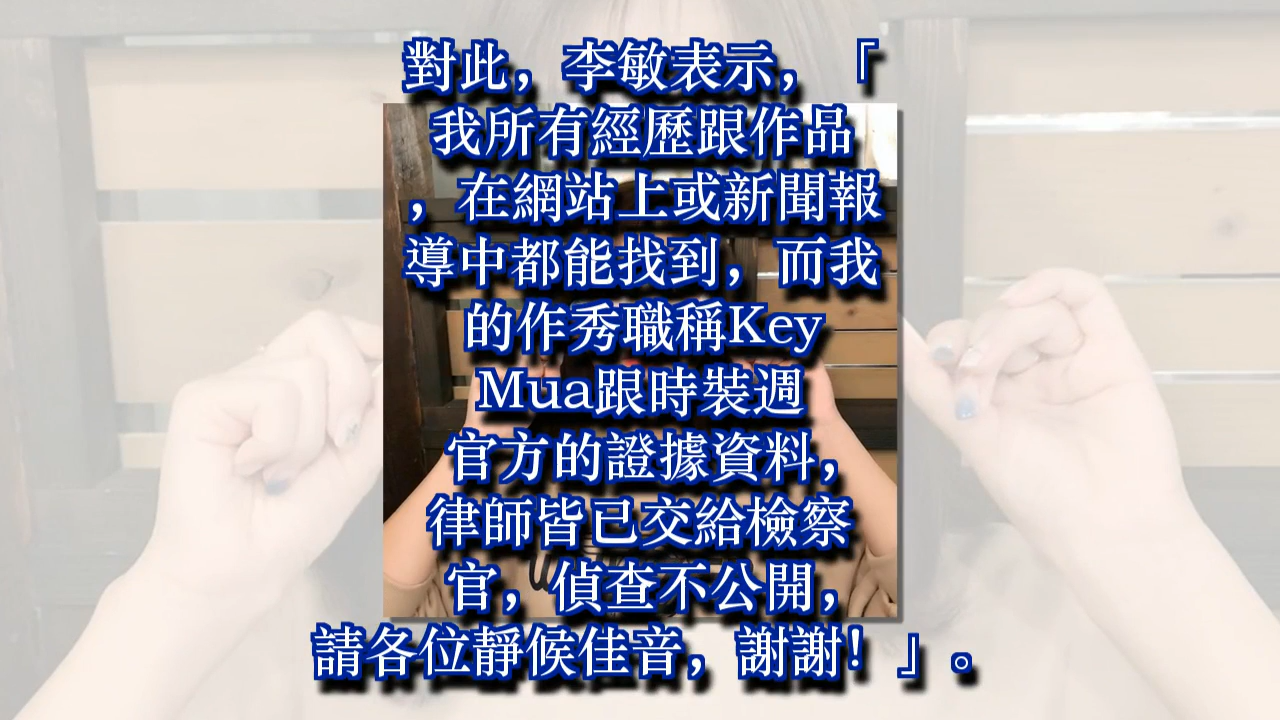 對此，李敏表示，「
我所有經歷跟作品
，在網站上或新聞報
導中都能找到，而我
的作秀職稱Key
Mua跟時裝週
官方的證據資料，
律師皆已交給檢察
官，偵查不公開，
請各位靜候佳音，謝謝！」。